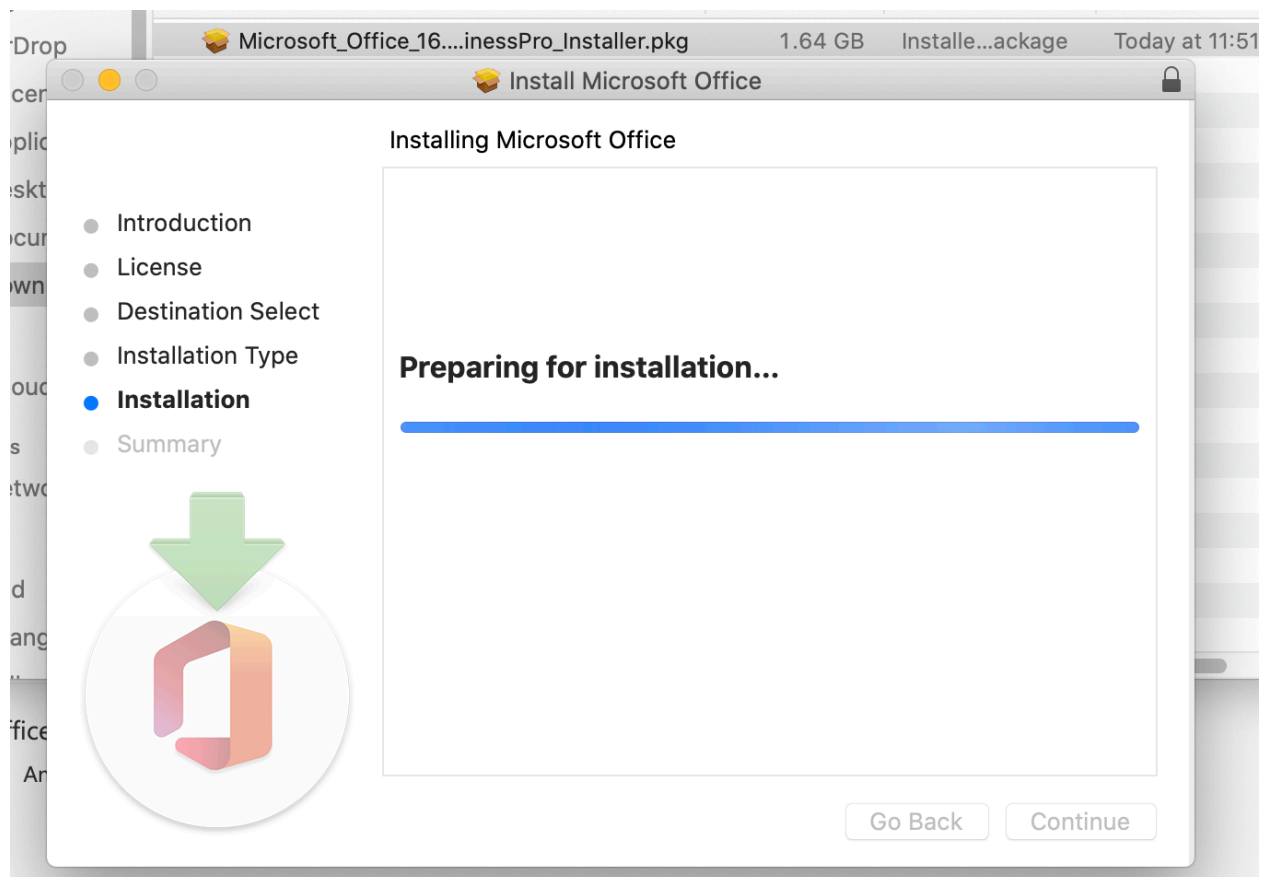 Microsoft_Office_16....inessPro_Installer.pkg 1.64 GB Installe...ackage Today at 11:51
Install Microsoft Office
Installing Microsoft Office
Introduction
License
Destination Select
Installation Type
Installation
Summary
Preparing for installation...
Go Back Continue